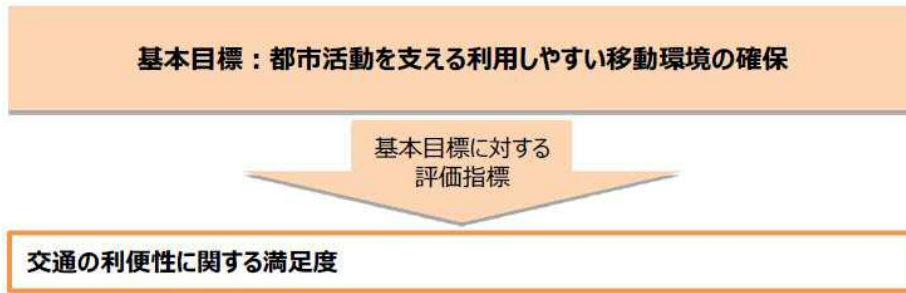 基本目標：都市活動を支える利用しやすい移動環境の確保
基本目標に対する
評価指標
交通の利便性に関する満足度